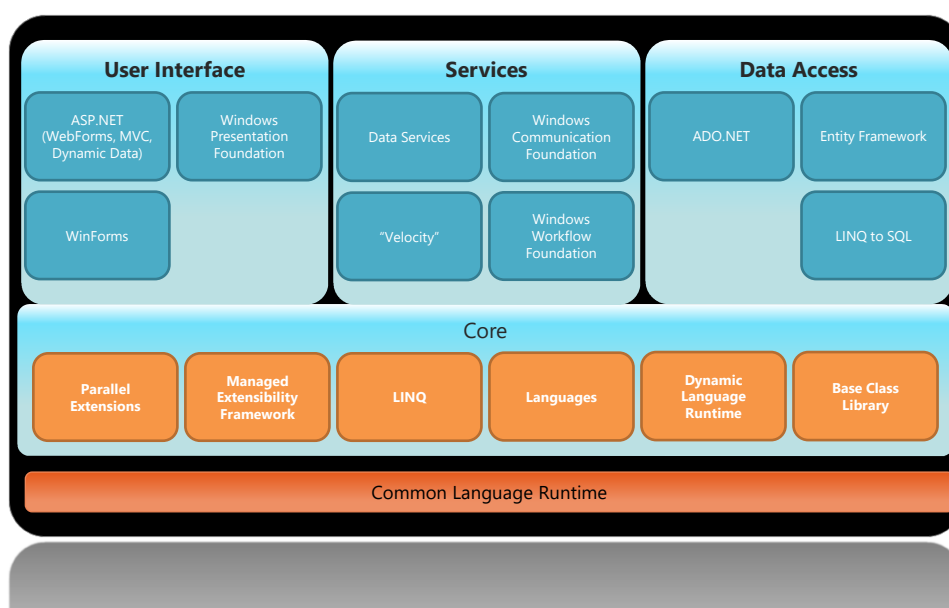 User Interface
ASP.NET
(WebForms, MVC,
Dynamic Data)
Windows
Presentation
Foundation
WinForms
Services
Data Services
Windows
Communication
Foundation
“Velocity”
Windows
Workflow
Foundation
Data Access
ADO.NET
Entity Framework
LINQ to SQL
Core
Parallel
Extensions
Managed
Extensibility
Framework
LINQ
Languages
Dynamic
Language
Runtime
Base Class
Library
Common Language Runtime